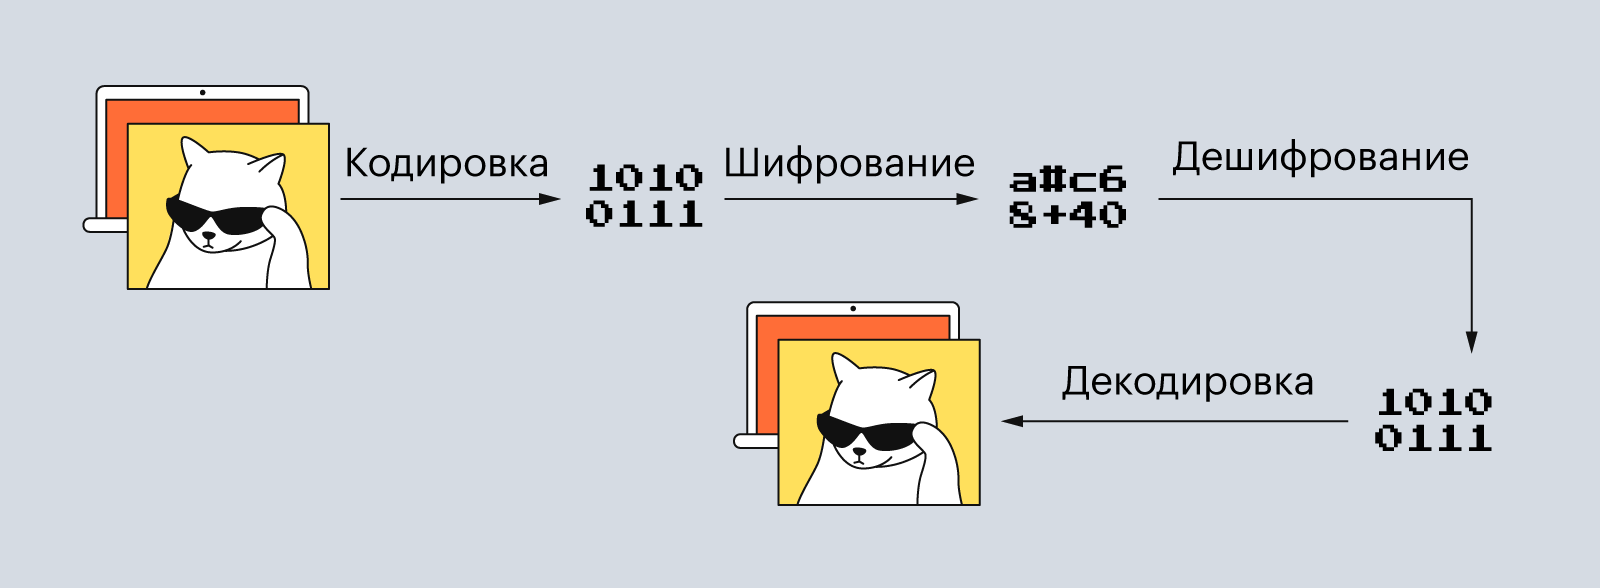 Кодировка
1010
0111
Шифрование
a#c6
8+40
Дешифрование
1010
0111
Декодировка